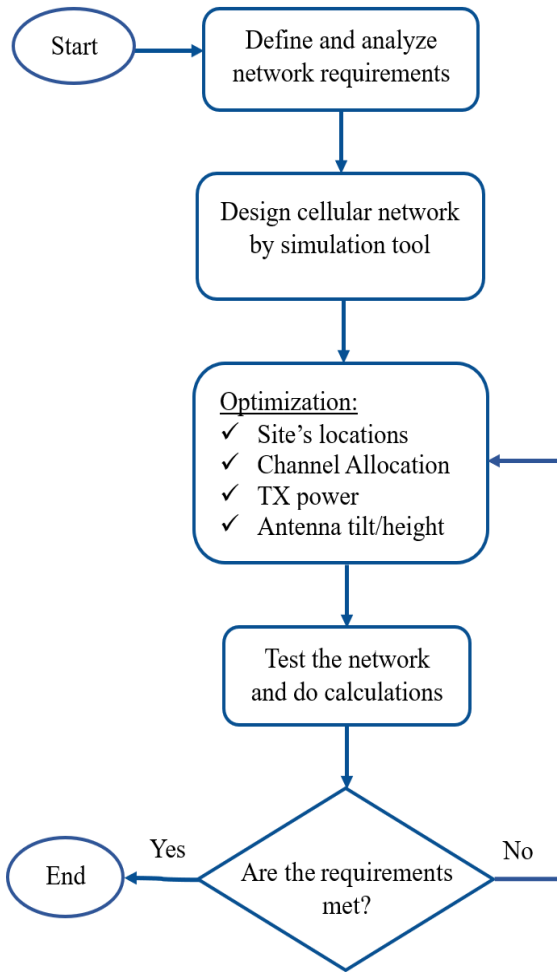 Start
Define and analyze
network requirements
Design cellular network
by simulation tool
Optimization:
✓ Site's locations
✓ Channel Allocation
✓ TX power
✓ Antenna tilt/height
Test the network
and do calculations
Are the requirements
met?
Yes
No
End